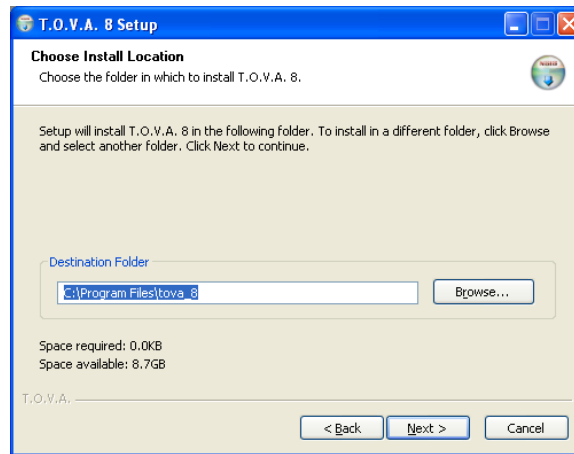 T.O.V.A. 8 Setup
Choose Install Location
Choose the folder in which to install T.O.V.A. 8.
Setup will install T.O.V.A. 8 in the following folder. To install in a different folder, click Browse
and select another folder. Click Next to continue.
Destination Folder
C:\Program Files\tova_8
Browse...
Space required: 0.0KB
Space available: 8.7GB
T.O.V.A.
< Back Next > Cancel